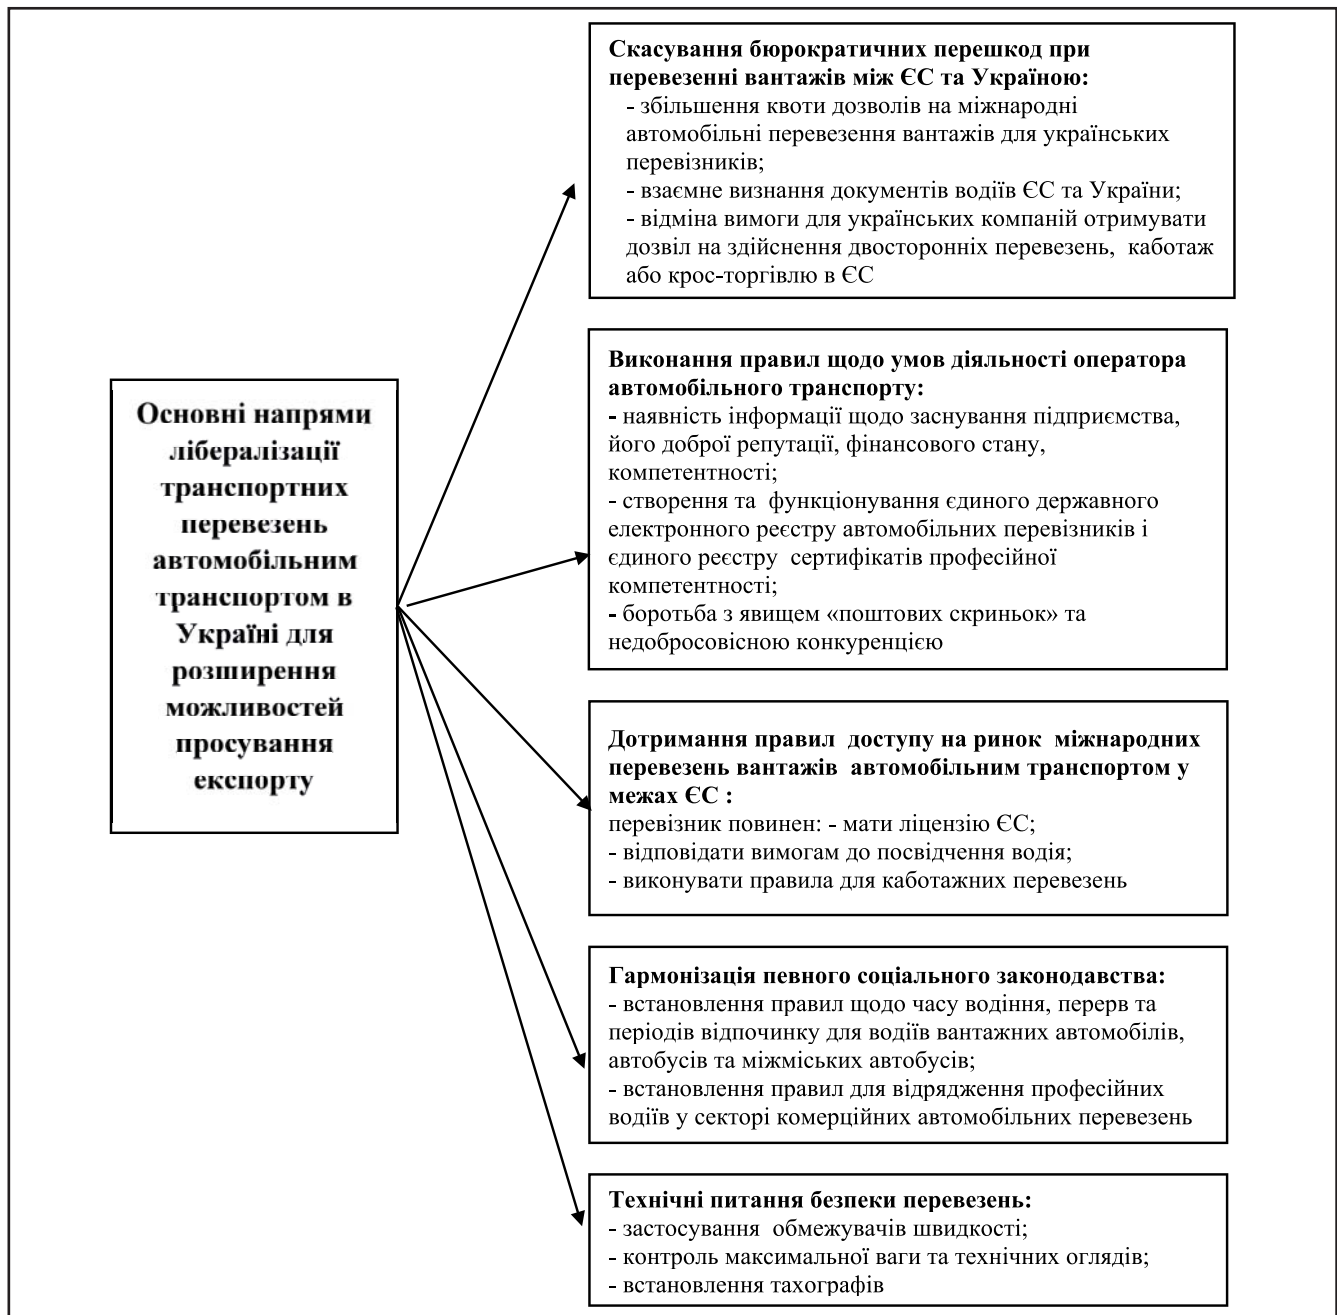 Основні напрями
лібералізації
транспортних
перевезень
автомобільним
транспортом в
Україні для
розширення
можливостей
просування
експорту
Скасування бюрократичних перешкод при
перевезенні вантажів між ЄС та Україною:
- збільшення квоти дозволів на міжнародні
автомобільні перевезення вантажів для українських
перевізників;
- взаємне визнання документів водіїв ЄС та України;
- відміна вимоги для українських компаній отримувати
дозвіл на здійснення двосторонніх перевезень, каботаж
або крос-торгівлю в ЄС
Виконання правил щодо умов діяльності оператора
автомобільного транспорту:
- наявність інформації щодо заснування підприємства,
його доброї репутації, фінансового стану,
компетентності;
- створення та функціонування єдиного державного
електронного реєстру автомобільних перевізників і
єдиного реєстру сертифікатів професійної
компетентності;
- боротьба з явищем «поштових скриньок» та
недобросовісною конкуренцією
Дотримання правил доступу на ринок міжнародних
перевезень вантажів автомобільним транспортом у
межах ЄС :
перевізник повинен: - мати ліцензію ЄС;
- відповідати вимогам до посвідчення водія;
- виконувати правила для каботажних перевезень
Гармонізація певного соціального законодавства:
- встановлення правил щодо часу водіння, перерв та
періодів відпочинку для водіїв вантажних автомобілів,
автобусів та міжміських автобусів;
- встановлення правил для відрядження професійних
водіїв у секторі комерційних автомобільних перевезень
Технічні питання безпеки перевезень:
- застосування обмежувачів швидкості;
- контроль максимальної ваги та технічних оглядів;
- встановлення тахографів